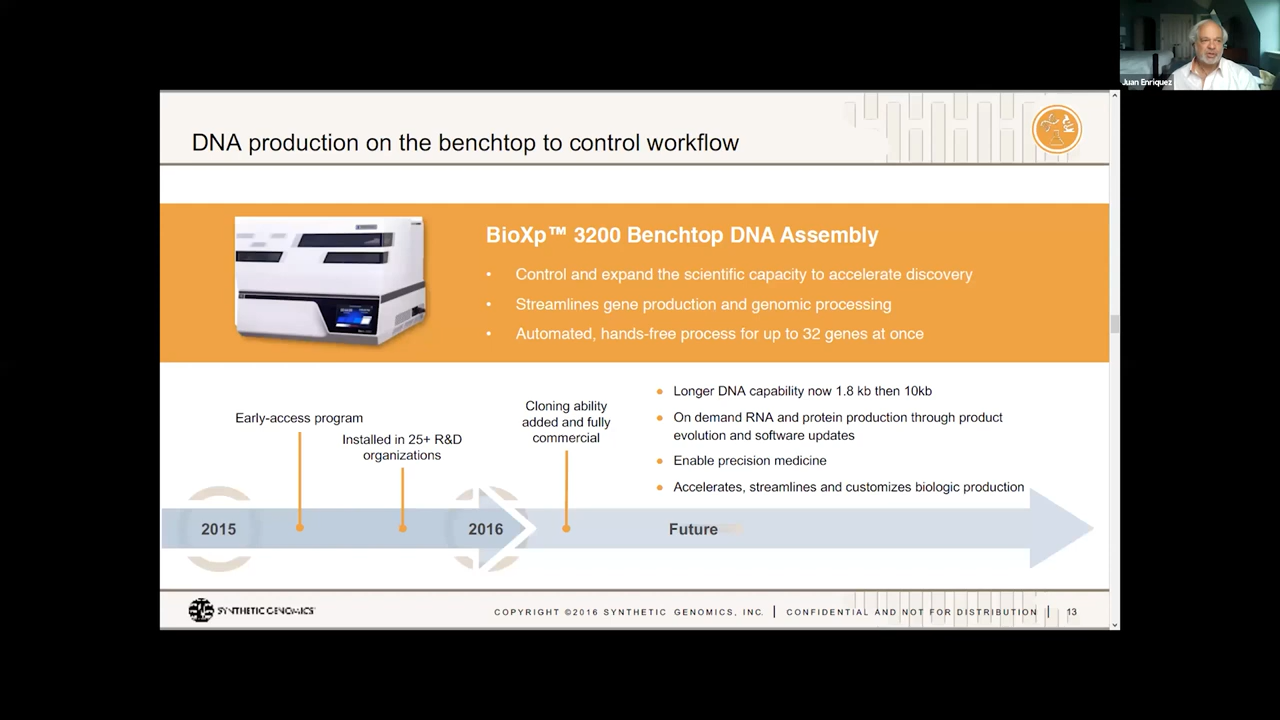 Juan Enriquez
DNA production on the benchtop to control workflow
BioXp™ 3200 Benchtop DNA Assembly
• Control and expand the scientific capacity to accelerate discovery
• Streamlines gene production and genomic processing
• Automated, hands-free process for up to 32 genes at once
Early-access program
Installed in 25+ R&D
organizations
Cloning ability
added and fully
commercial
• Longer DNA capability now 1.8 kb then 10kb
• On demand RNA and protein production through product
evolution and software updates
• Enable precision medicine
• Accelerates, streamlines and customizes biologic production
2015
2016
Future
SYNTHETIC GENOMICS
COPYRIGHT ©2016 SYNTHETIC GENOMICS, INC. | CONFIDENTIAL AND NOT FOR DISTRIBUTION | 13